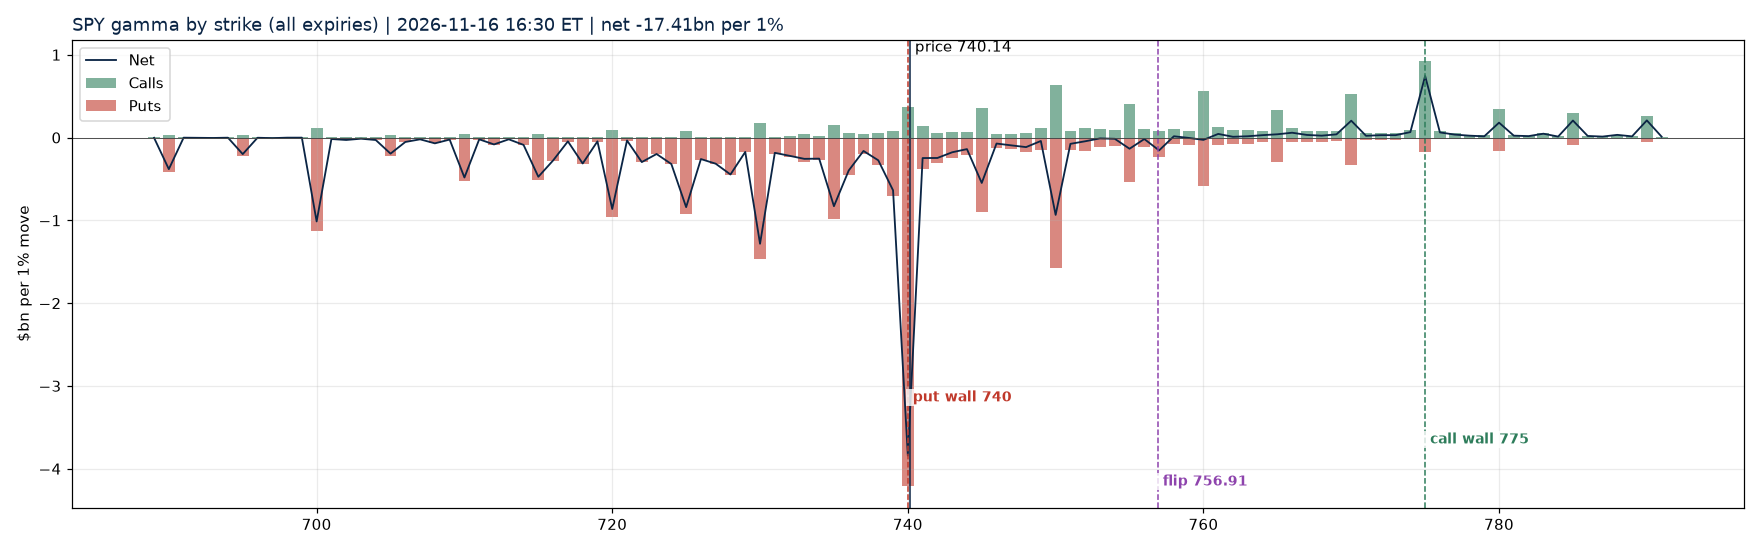 SPY gamma by strike (all expiries) | 2026-11-16 16:30 ET | net -17.41bn per 1%
price 740.14
Net
Calls
Puts
1
0
−1
−2
−3
−4
$bn per 1% move
put wall 740
call wall 775
flip 756.91
700
720
740
760
780